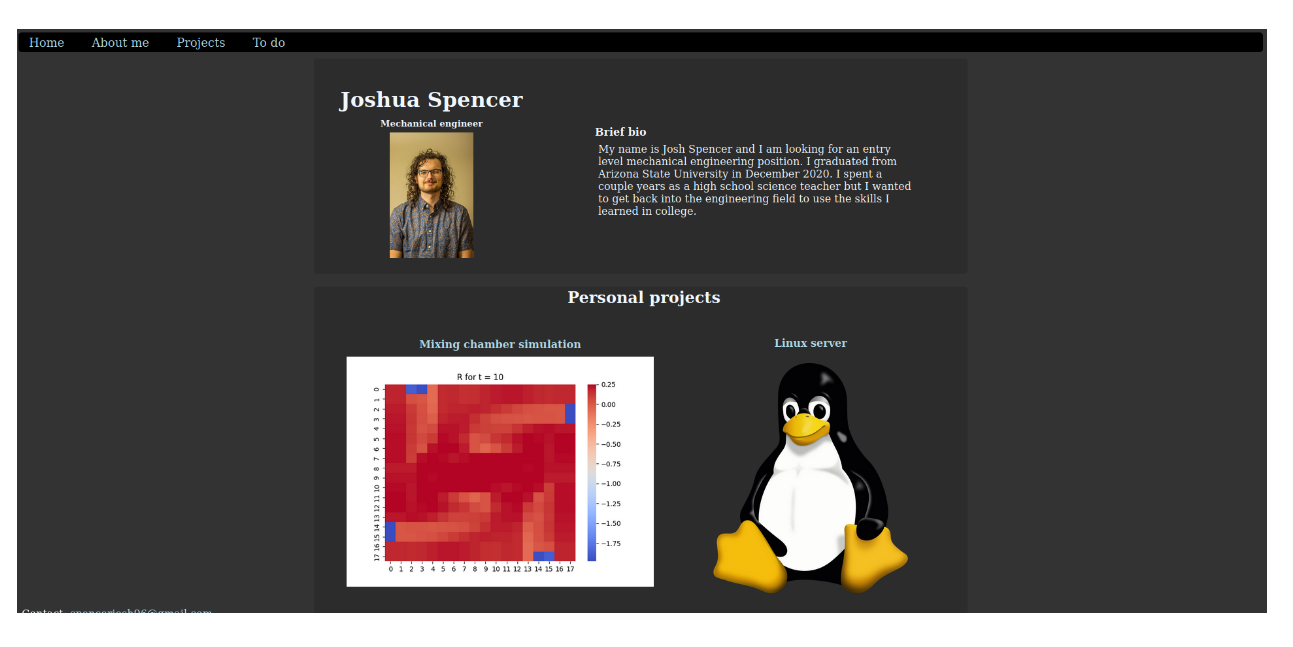 Home About me Projects To do
Joshua Spencer
Mechanical engineer
Brief bio
My name is Josh Spencer and I am looking for an entry
level mechanical engineering position. I graduated from
Arizona State University in December 2020. I spent a
couple years as a high school science teacher but I wanted
to get back into the engineering field to use the skills I
learned in college.
Personal projects
Mixing chamber simulation
R for t = 10
0
1
2
3
4
5
6
7
8
9
10
11
12
13
14
15
16
17
0 1 2 3 4 5 6 7 8 9 10 11 12 13 14 15 16 17
0.25
0.00
−0.25
−0.50
−0.75
−1.00
−1.25
−1.50
−1.75
Linux server
Contact